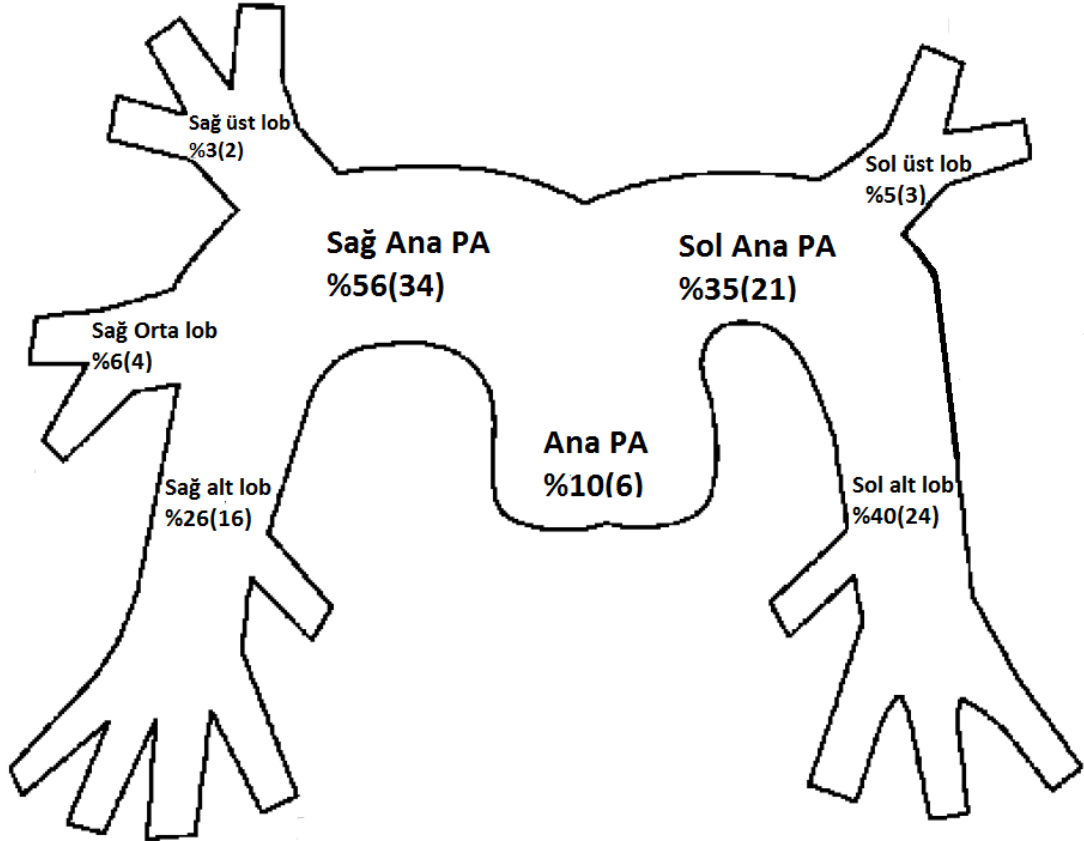 Sağ üst lob
%3(2)
Sol üst lob
%5(3)
Sağ Ana PA
%56(34)
Sol Ana PA
%35(21)
Sağ Orta lob
%6(4)
Ana PA
%10(6)
Sağ alt lob
%26(16)
Sol alt lob
%40(24)